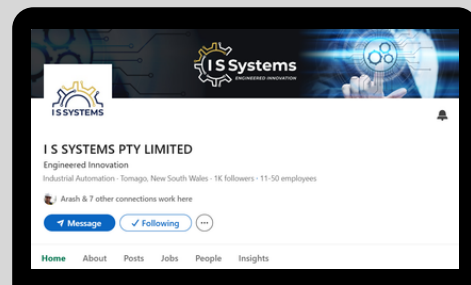 I S Systems
ENGINEERED INNOVATION
I S SYSTEMS
I S SYSTEMS PTY LIMITED
Engineered Innovation
Industrial Automation · Tomago, New South Wales · 1K followers · 11-50 employees
Arash & 7 other connections work here
Message
Following
Home About Posts Jobs People Insights